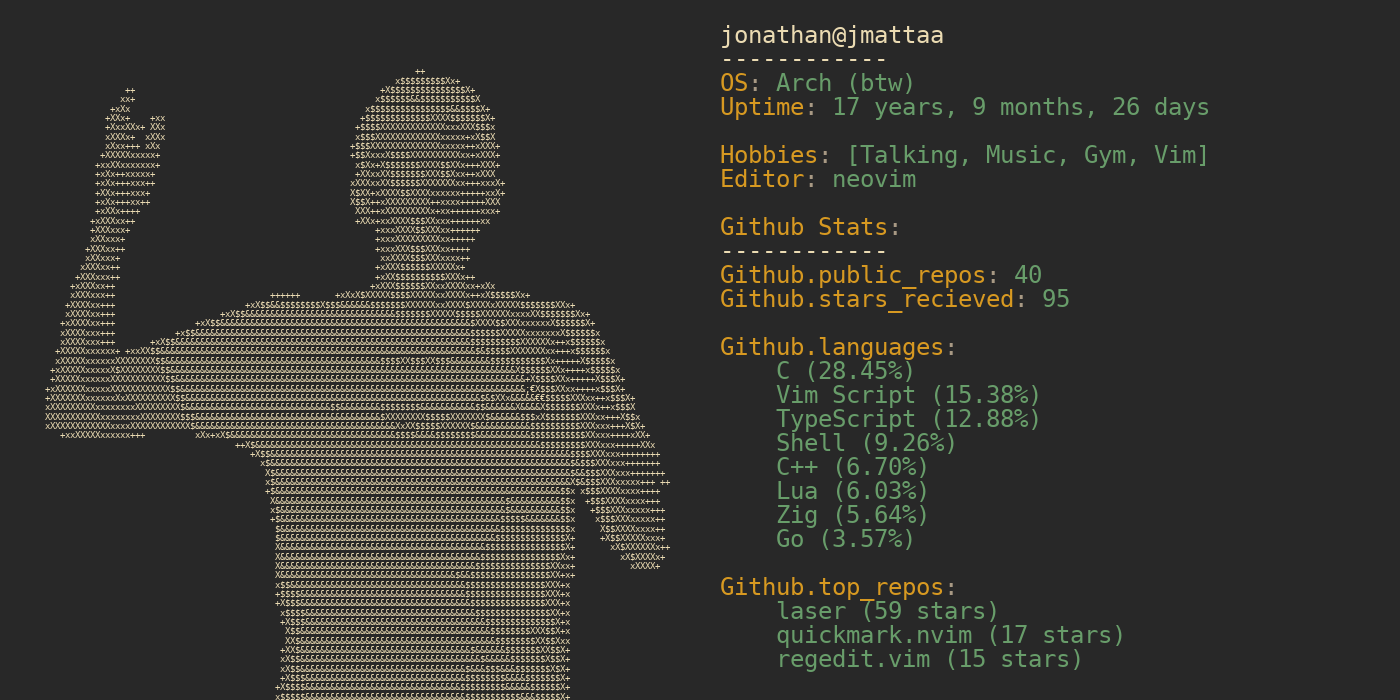 jonathan@jmattaa
------------
OS: Arch (btw)
Uptime: 17 years, 9 months, 26 days
Hobbies: [Talking, Music, Gym, Vim]
Editor: neovim
Github Stats:
------------
Github.public_repos: 40
Github.stars_recieved: 95
Github.languages:
C (28.45%)
Vim Script (15.38%)
TypeScript (12.88%)
Shell (9.26%)
C++ (6.70%)
Lua (6.03%)
Zig (5.64%)
Go (3.57%)
Github.top_repos:
laser (59 stars)
quickmark.nvim (17 stars)
regedit.vim (15 stars)